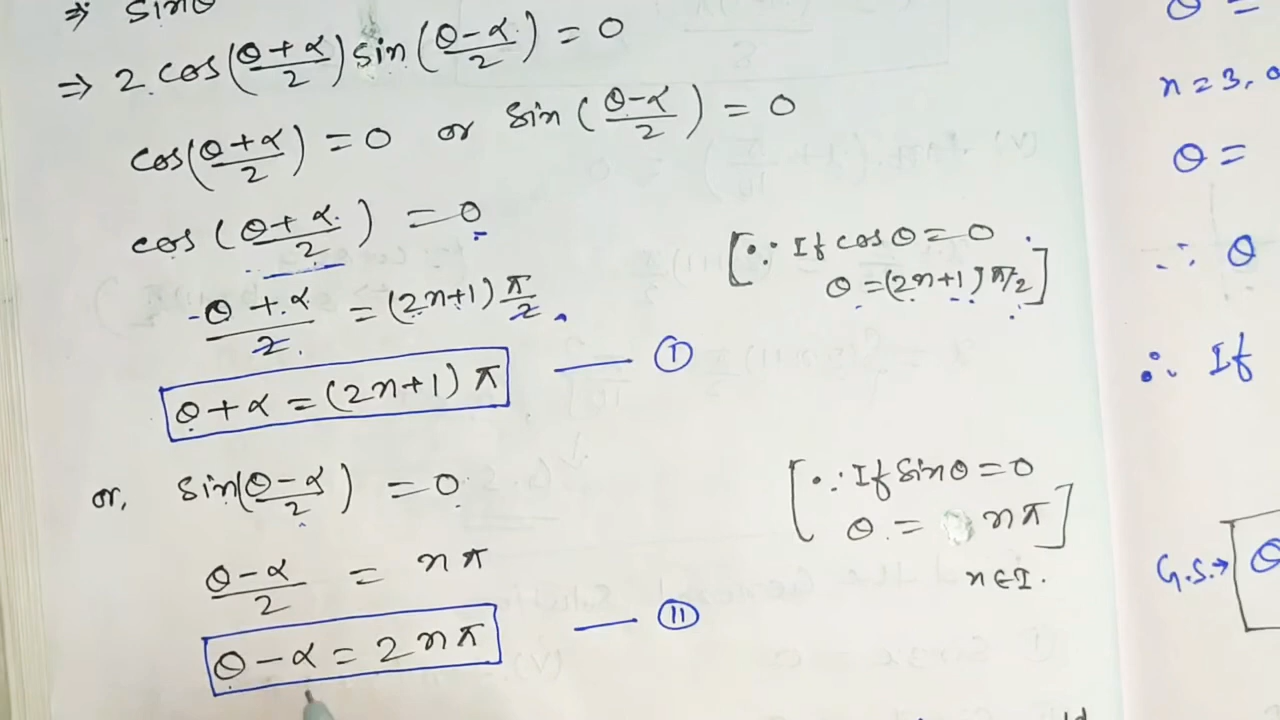 ⇒ sinθ
⇒ 2 cos((θ+α)/2) sin((θ-α)/2) = 0
cos((θ+α)/2) = 0 or sin((θ-α)/2) = 0
cos((θ+α)/2) = 0
[∵ If cos θ = 0
θ = (2n+1) π/2]
(θ+α)/2 = (2n+1) π/2
θ+α = (2n+1) π — I
or, sin((θ-α)/2) = 0
[∵ If sin θ = 0
θ = nπ]
n∈I.
(θ-α)/2 = nπ
θ-α = 2nπ — II
θ =
n=3,
θ =
∴ θ
∴ If
G.S.→ θ